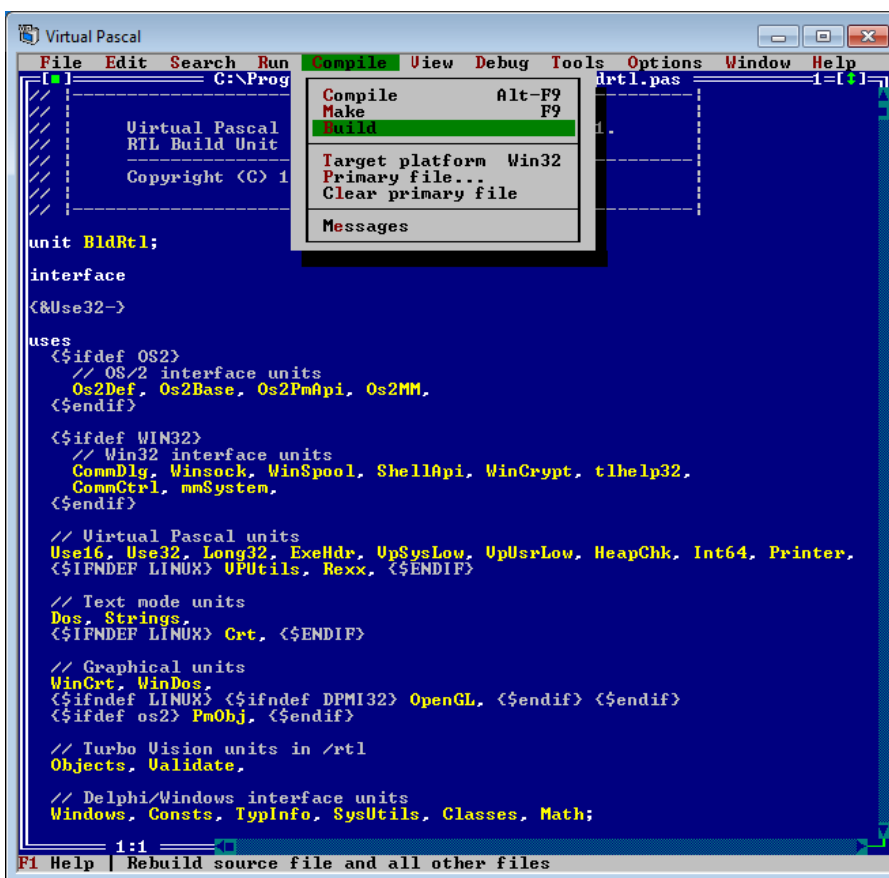 Virtual Pascal
File Edit Search Run Compile View Debug Tools Options Window Help
C:\Prog drtl.pas 1
Compile Alt-F9
Make F9
Build
Target platform Win32
Primary file...
Clear primary file
Messages
//
//
// Virtual Pascal 1.
// RTL Build Unit
//
// Copyright (C) 1
//
//
unit BldRtl;
interface
{&Use32-}
uses
{$ifdef OS2}
// OS/2 interface units
Os2Def, Os2Base, Os2PmApi, Os2MM,
{$endif}
{$ifdef WIN32}
// Win32 interface units
CommDlg, Winsock, WinSpool, ShellApi, WinCrypt, tlhelp32,
CommCtrl, mmSystem,
{$endif}
// Virtual Pascal units
Use16, Use32, Long32, ExeHdr, VpSysLow, VpUsrLow, HeapChk, Int64, Printer,
{$IFNDEF LINUX} VPUtils, Rexx, {$ENDIF}
// Text mode units
Dos, Strings,
{$IFNDEF LINUX} Crt, {$ENDIF}
// Graphical units
WinCrt, WinDos,
{$ifndef LINUX} {$ifndef DPMI32} OpenGL, {$endif} {$endif}
{$ifdef os2} PmObj, {$endif}
// Turbo Vision units in /rtl
Objects, Validate,
// Delphi/Windows interface units
Windows, Consts, TypInfo, SysUtils, Classes, Math;
1:1
F1 Help | Rebuild source file and all other files